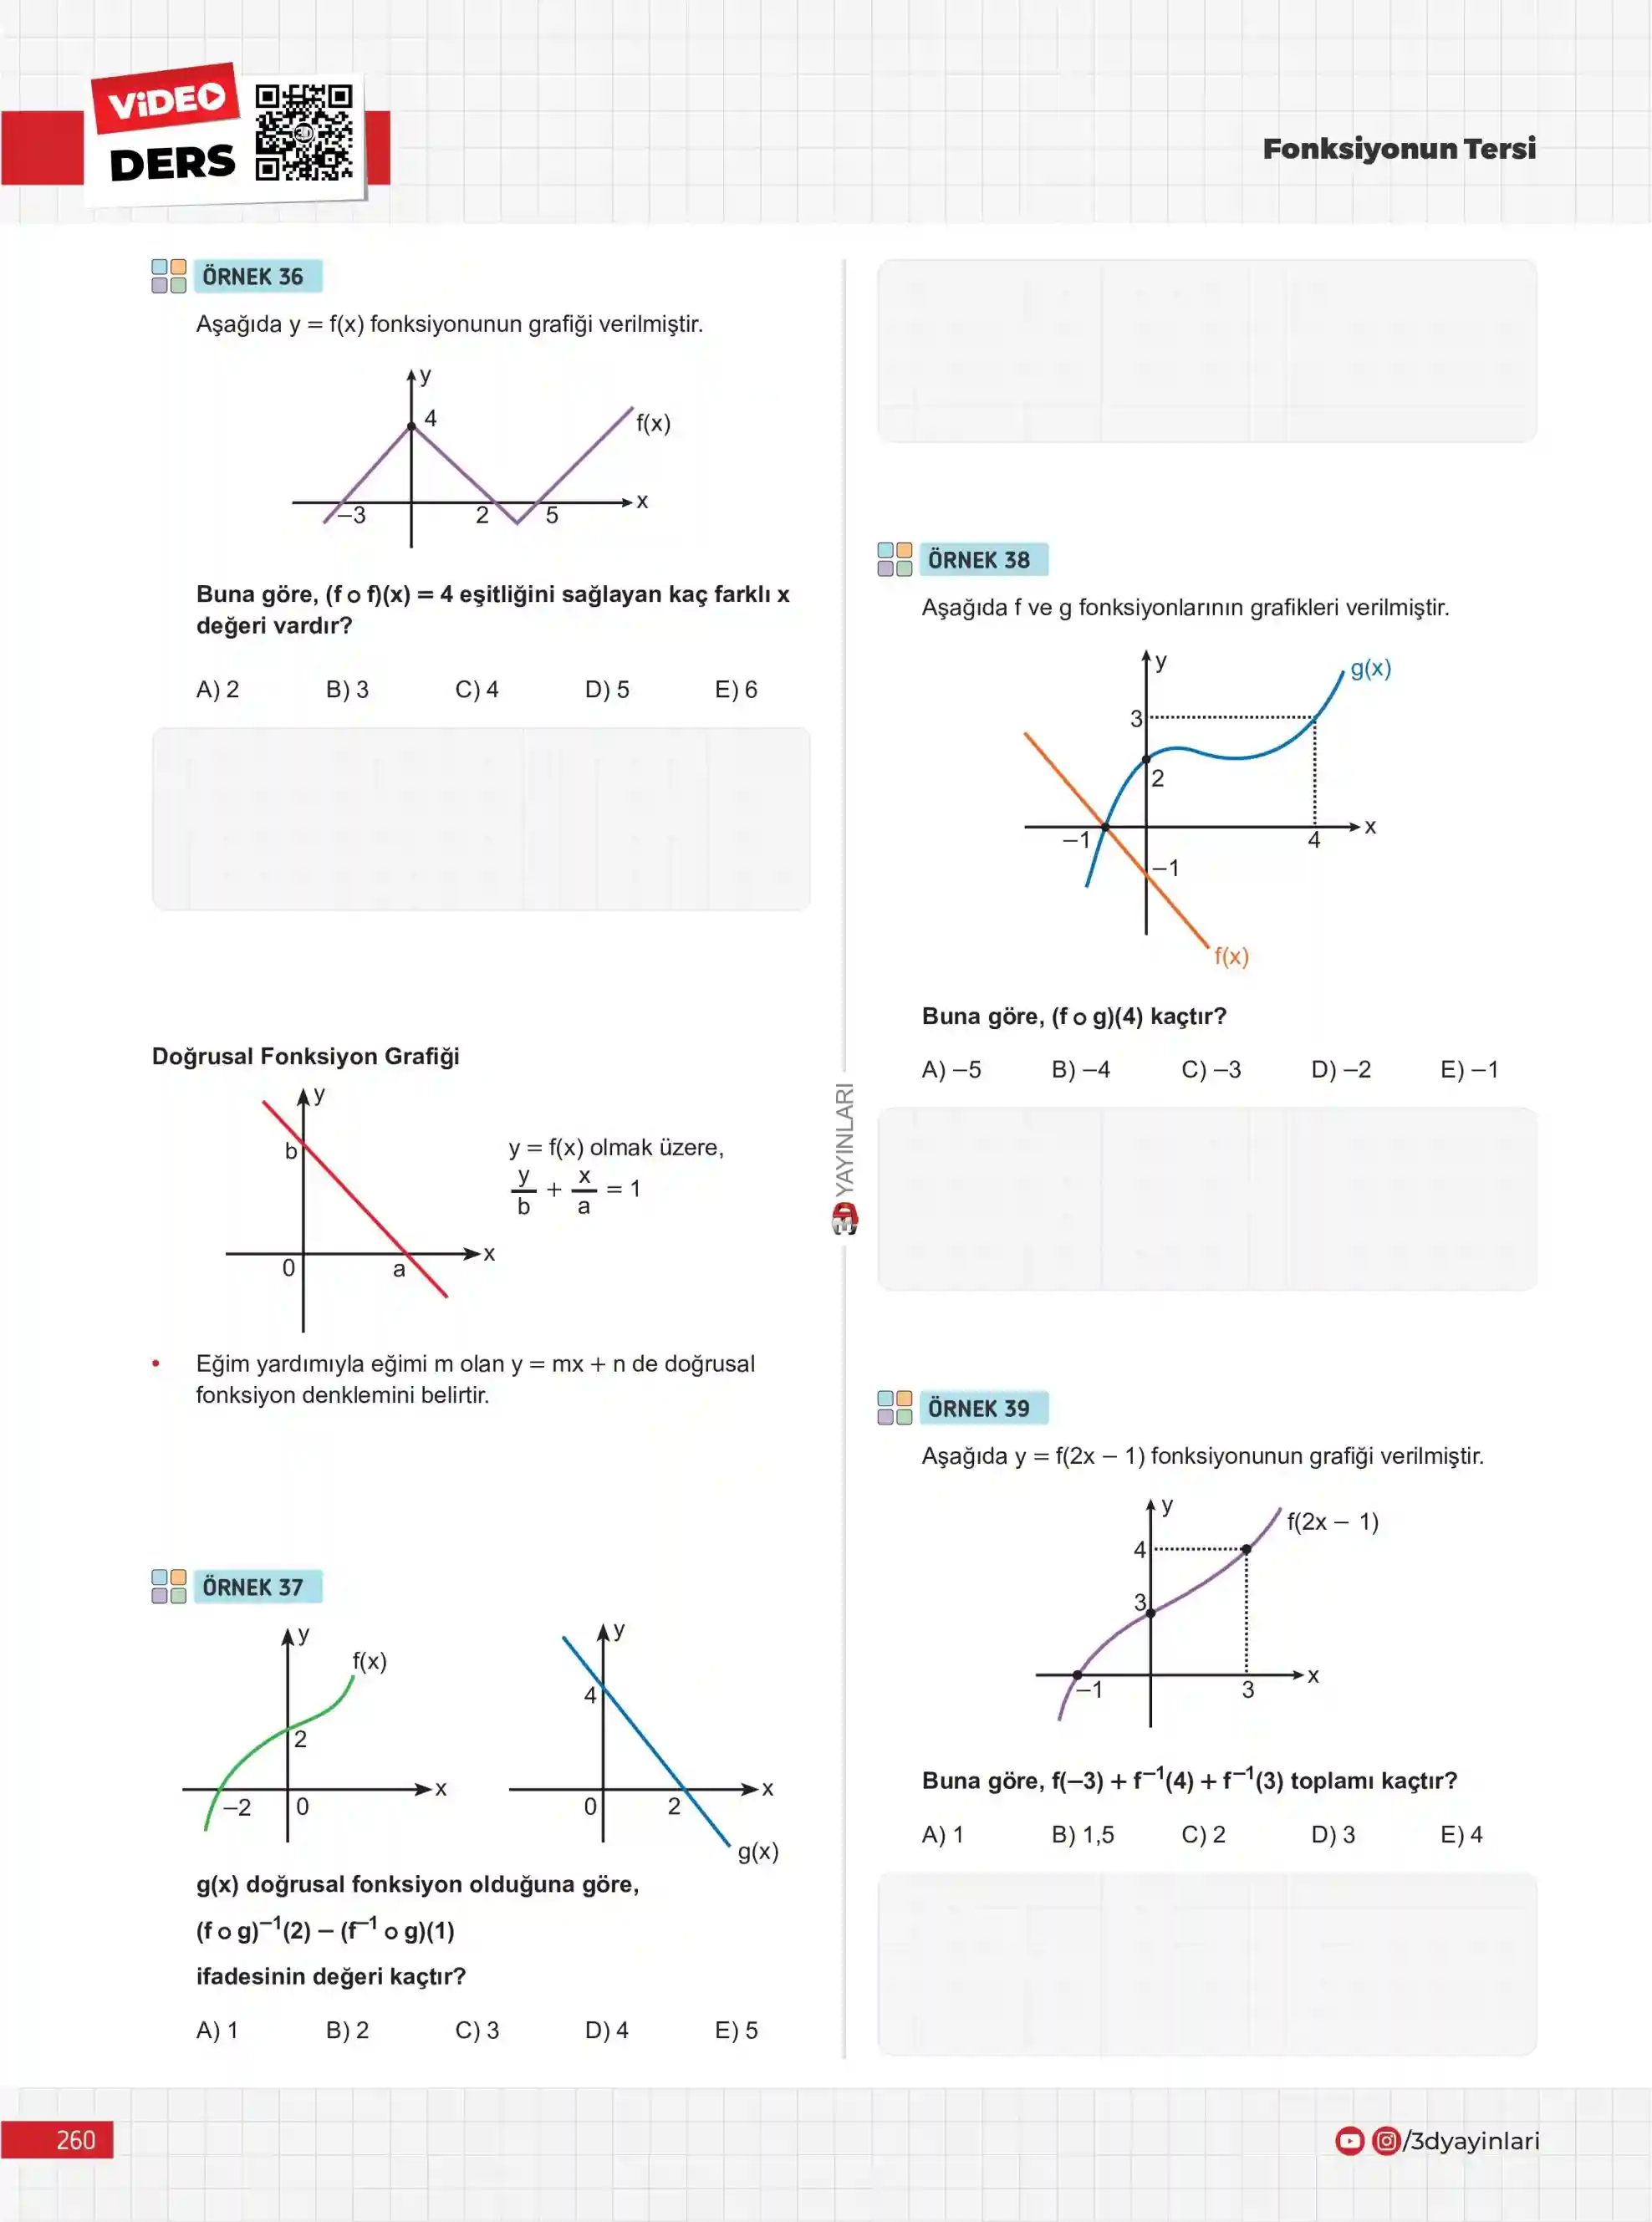 ViDEO
DERS
3D
Fonksiyonun Tersi
ÖRNEK 36
Aşağıda y = f(x) fonksiyonunun grafiği verilmiştir.
y
4
f(x)
x
–3
2
5
Buna göre, (f o f)(x) = 4 eşitliğini sağlayan kaç farklı x
değeri vardır?
A) 2 B) 3 C) 4 D) 5 E) 6
Doğrusal Fonksiyon Grafiği
y
b
x
0
a
y = f(x) olmak üzere,
y/b + x/a = 1
• Eğim yardımıyla eğimi m olan y = mx + n de doğrusal
fonksiyon denklemini belirtir.
ÖRNEK 37
y
f(x)
2
x
–2
0
y
4
x
0
2
g(x)
g(x) doğrusal fonksiyon olduğuna göre,
(f o g)⁻¹(2) – (f⁻¹ o g)(1)
ifadesinin değeri kaçtır?
A) 1 B) 2 C) 3 D) 4 E) 5
3D YAYINLARI
ÖRNEK 38
Aşağıda f ve g fonksiyonlarının grafikleri verilmiştir.
y
g(x)
3
2
x
–1
4
–1
f(x)
Buna göre, (f o g)(4) kaçtır?
A) –5 B) –4 C) –3 D) –2 E) –1
ÖRNEK 39
Aşağıda y = f(2x – 1) fonksiyonunun grafiği verilmiştir.
y
f(2x – 1)
4
3
x
–1
3
Buna göre, f(–3) + f⁻¹(4) + f⁻¹(3) toplamı kaçtır?
A) 1 B) 1,5 C) 2 D) 3 E) 4
260
/3dyayinlari